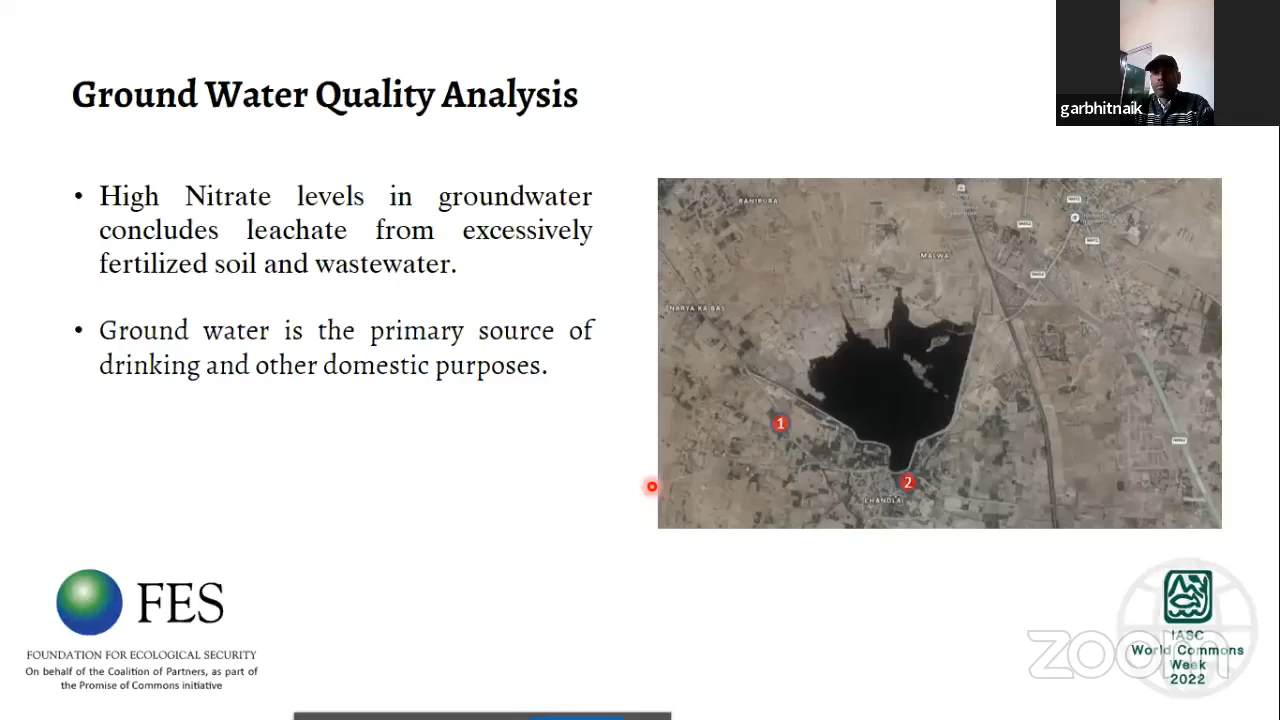 Ground Water Quality Analysis
garbhitnaik
• High Nitrate levels in groundwater
concludes leachate from excessively
fertilized soil and wastewater.
• Ground water is the primary source of
drinking and other domestic purposes.
RANIPURA
MALWA
NARYA KA BAS
1
2
CHANDLAI
FES
FOUNDATION FOR ECOLOGICAL SECURITY
On behalf of the Coalition of Partners, as part of
the Promise of Commons initiative
zoom
IASC
World Commons
Week
2022